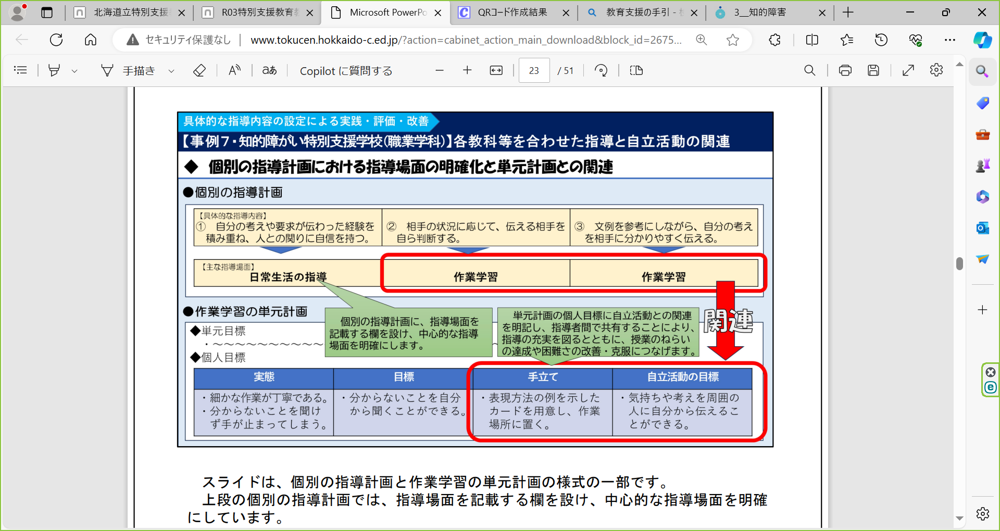 北海道立特別支援
R03特別支援教育
Microsoft PowerPo
QRコード作成結果
教育支援の手引 -
3__知的障害
セキュリティ保護なし
www.tokucen.hokkaido-c.ed.jp/?action=cabinet_action_main_download&block_id=2675...
手描き
aあ
Copilot に質問する
23
/ 51
具体的な指導内容の設定による実践・評価・改善
【事例7・知的障がい特別支援学校(職業学科)】各教科等を合わせた指導と自立活動の関連
◆ 個別の指導計画における指導場面の明確化と単元計画との関連
●個別の指導計画
【具体的な指導内容】
① 自分の考えや要求が伝わった経験を
積み重ね、人との関りに自信を持つ。
② 相手の状況に応じて、伝える相手を
自ら判断する。
③ 文例を参考にしながら、自分の考え
を相手に分かりやすく伝える。
【主な指導場面】
日常生活の指導
作業学習
作業学習
●作業学習の単元計画
◆単元目標
・～～～～～～～～～～
◆個人目標
個別の指導計画に、指導場面を
記載する欄を設け、中心的な指導
場面を明確にします。
単元計画の個人目標に自立活動との関連
を明記し、指導者間で共有することにより、
指導の充実を図るとともに、授業のねらい
の達成や困難さの改善・克服につなげます。
関連
実態
目標
手立て
自立活動の目標
・細かな作業が丁寧である。
・分からないことを聞け
ず手が止まってしまう。
・分からないことを自分
から聞くことができる。
・表現方法の例を示した
カードを用意し、作業
場所に置く。
・気持ちや考えを周囲の
人に自分から伝えるこ
とができる。
スライドは、個別の指導計画と作業学習の単元計画の様式の一部です。
上段の個別の指導計画では、指導場面を記載する欄を設け、中心的な指導場面を明確
にしています。